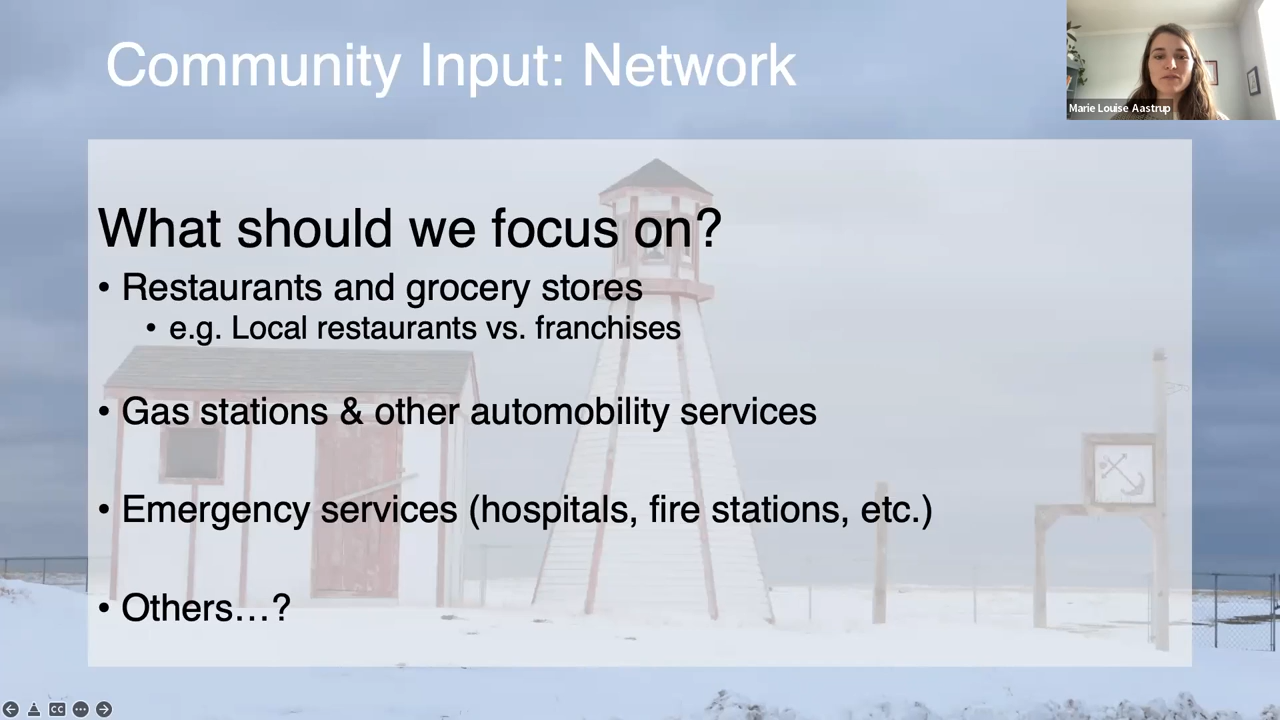 Community Input: Network
Marie Louise Aastrup
What should we focus on?
• Restaurants and grocery stores
• e.g. Local restaurants vs. franchises
• Gas stations & other automobility services
• Emergency services (hospitals, fire stations, etc.)
• Others…?
CC